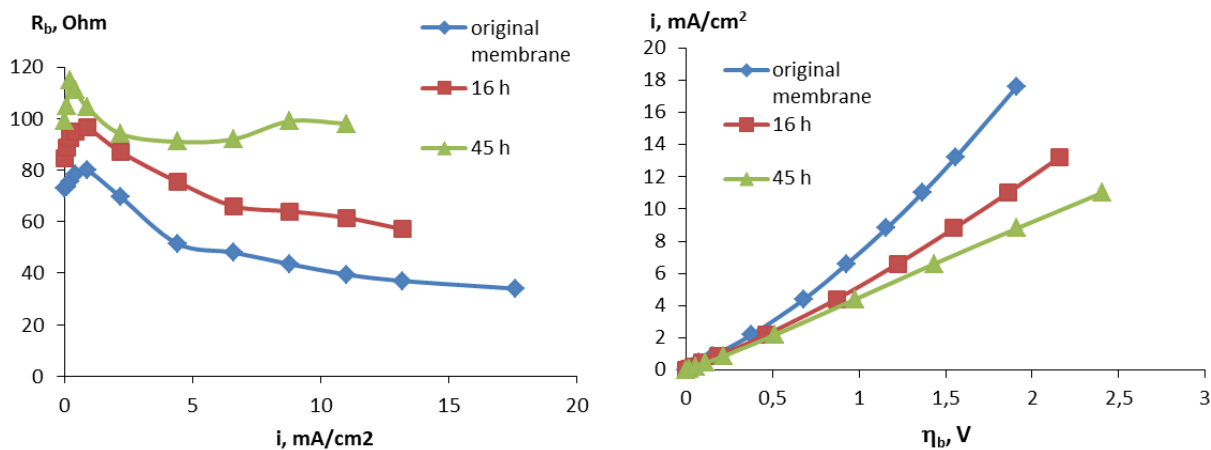 R_b, Ohm
original
membrane
16 h
45 h
120
100
80
60
40
20
0
0
5
10
15
20
i, mA/cm2
i, mA/cm²
20
18
16
14
12
10
8
6
4
2
0
original
membrane
16 h
45 h
0
0,5
1
1,5
2
2,5
3
η_b, V